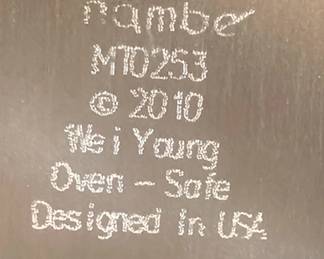 nambe
MT0253
© 2010
Wei Young
Oven - Safe
Designed in USA